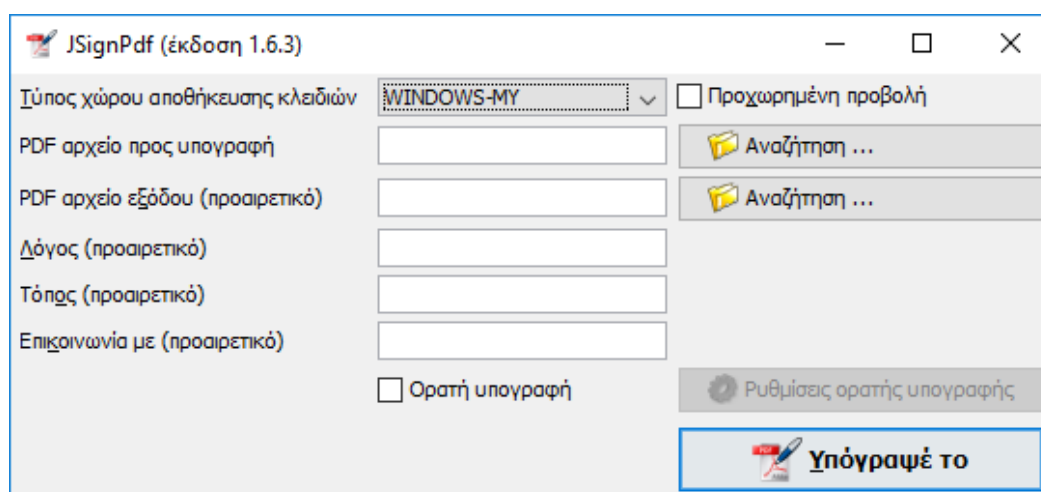 JSignPdf (έκδοση 1.6.3)
Τύπος χώρου αποθήκευσης κλειδιών WINDOWS-MY Προχωρημένη προβολή
PDF αρχείο προς υπογραφή Αναζήτηση ...
PDF αρχείο εξόδου (προαιρετικό) Αναζήτηση ...
Λόγος (προαιρετικό)
Τόπος (προαιρετικό)
Επικοινωνία με (προαιρετικό)
Ορατή υπογραφή Ρυθμίσεις ορατής υπογραφής
Υπόγραψέ το